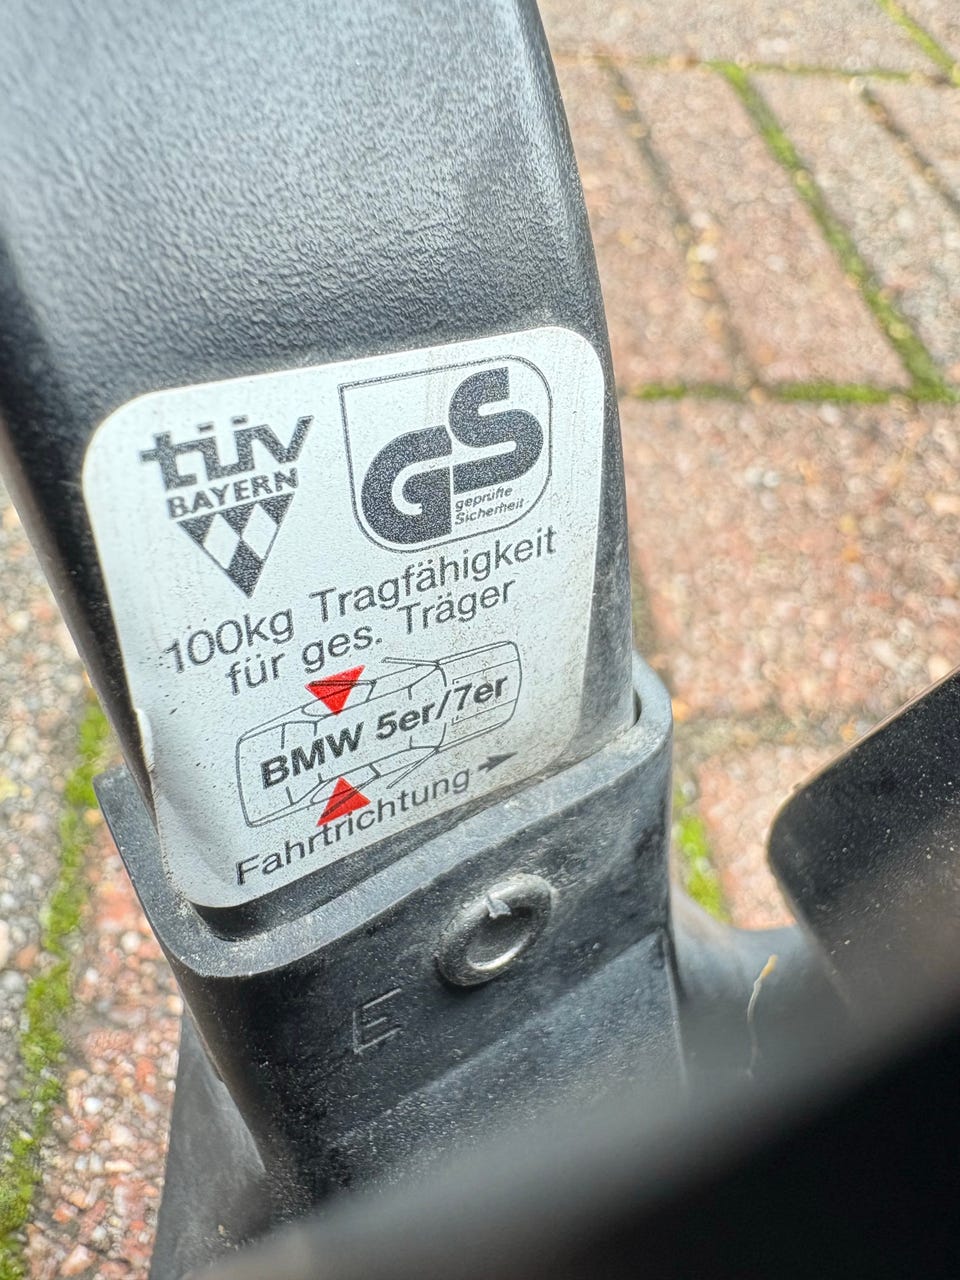 tüv
BAYERN
GS
geprüfte
Sicherheit
100kg Tragfähigkeit
für ges. Träger
BMW 5er/7er
Fahrtrichtung
E